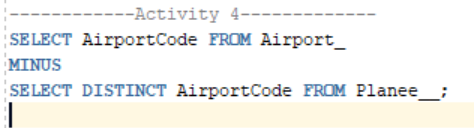 ------------Activity 4-------------
SELECT AirportCode FROM Airport_
MINUS
SELECT DISTINCT AirportCode FROM Planee__;